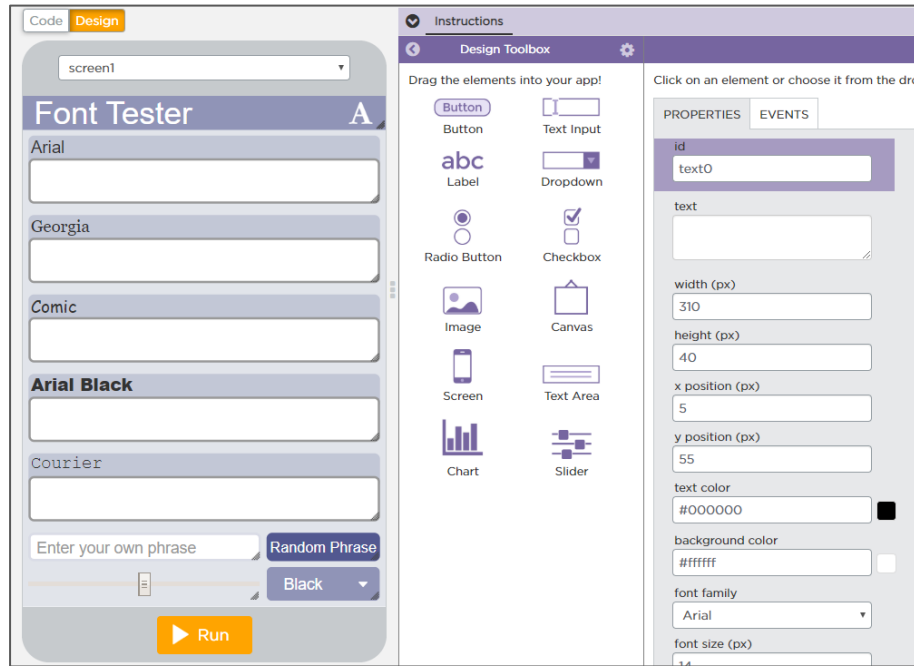 Code Design
Instructions
Design Toolbox
screen1
Drag the elements into your app!
Click on an element or choose it from the
Font Tester A
Arial
Georgia
Comic
Arial Black
Courier
Enter your own phrase
Random Phrase
Black
Run
Button
Button
Text Input
abc
Label
Dropdown
Radio Button
Checkbox
Image
Canvas
Screen
Text Area
Chart
Slider
PROPERTIES EVENTS
id
text0
text
width (px)
310
height (px)
40
x position (px)
5
y position (px)
55
text color
#000000
background color
#ffffff
font family
Arial
font size (px)